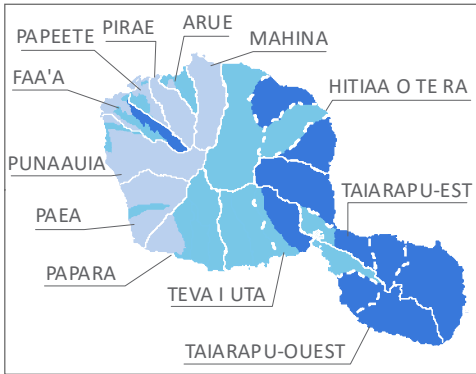 PIRAE
ARUE
PAPEETE
MAHINA
FAA'A
HITIAA O TE RA
PUNAAUIA
TAIARAPU-EST
PAEA
PAPARA
TEVA I UTA
TAIARAPU-OUEST